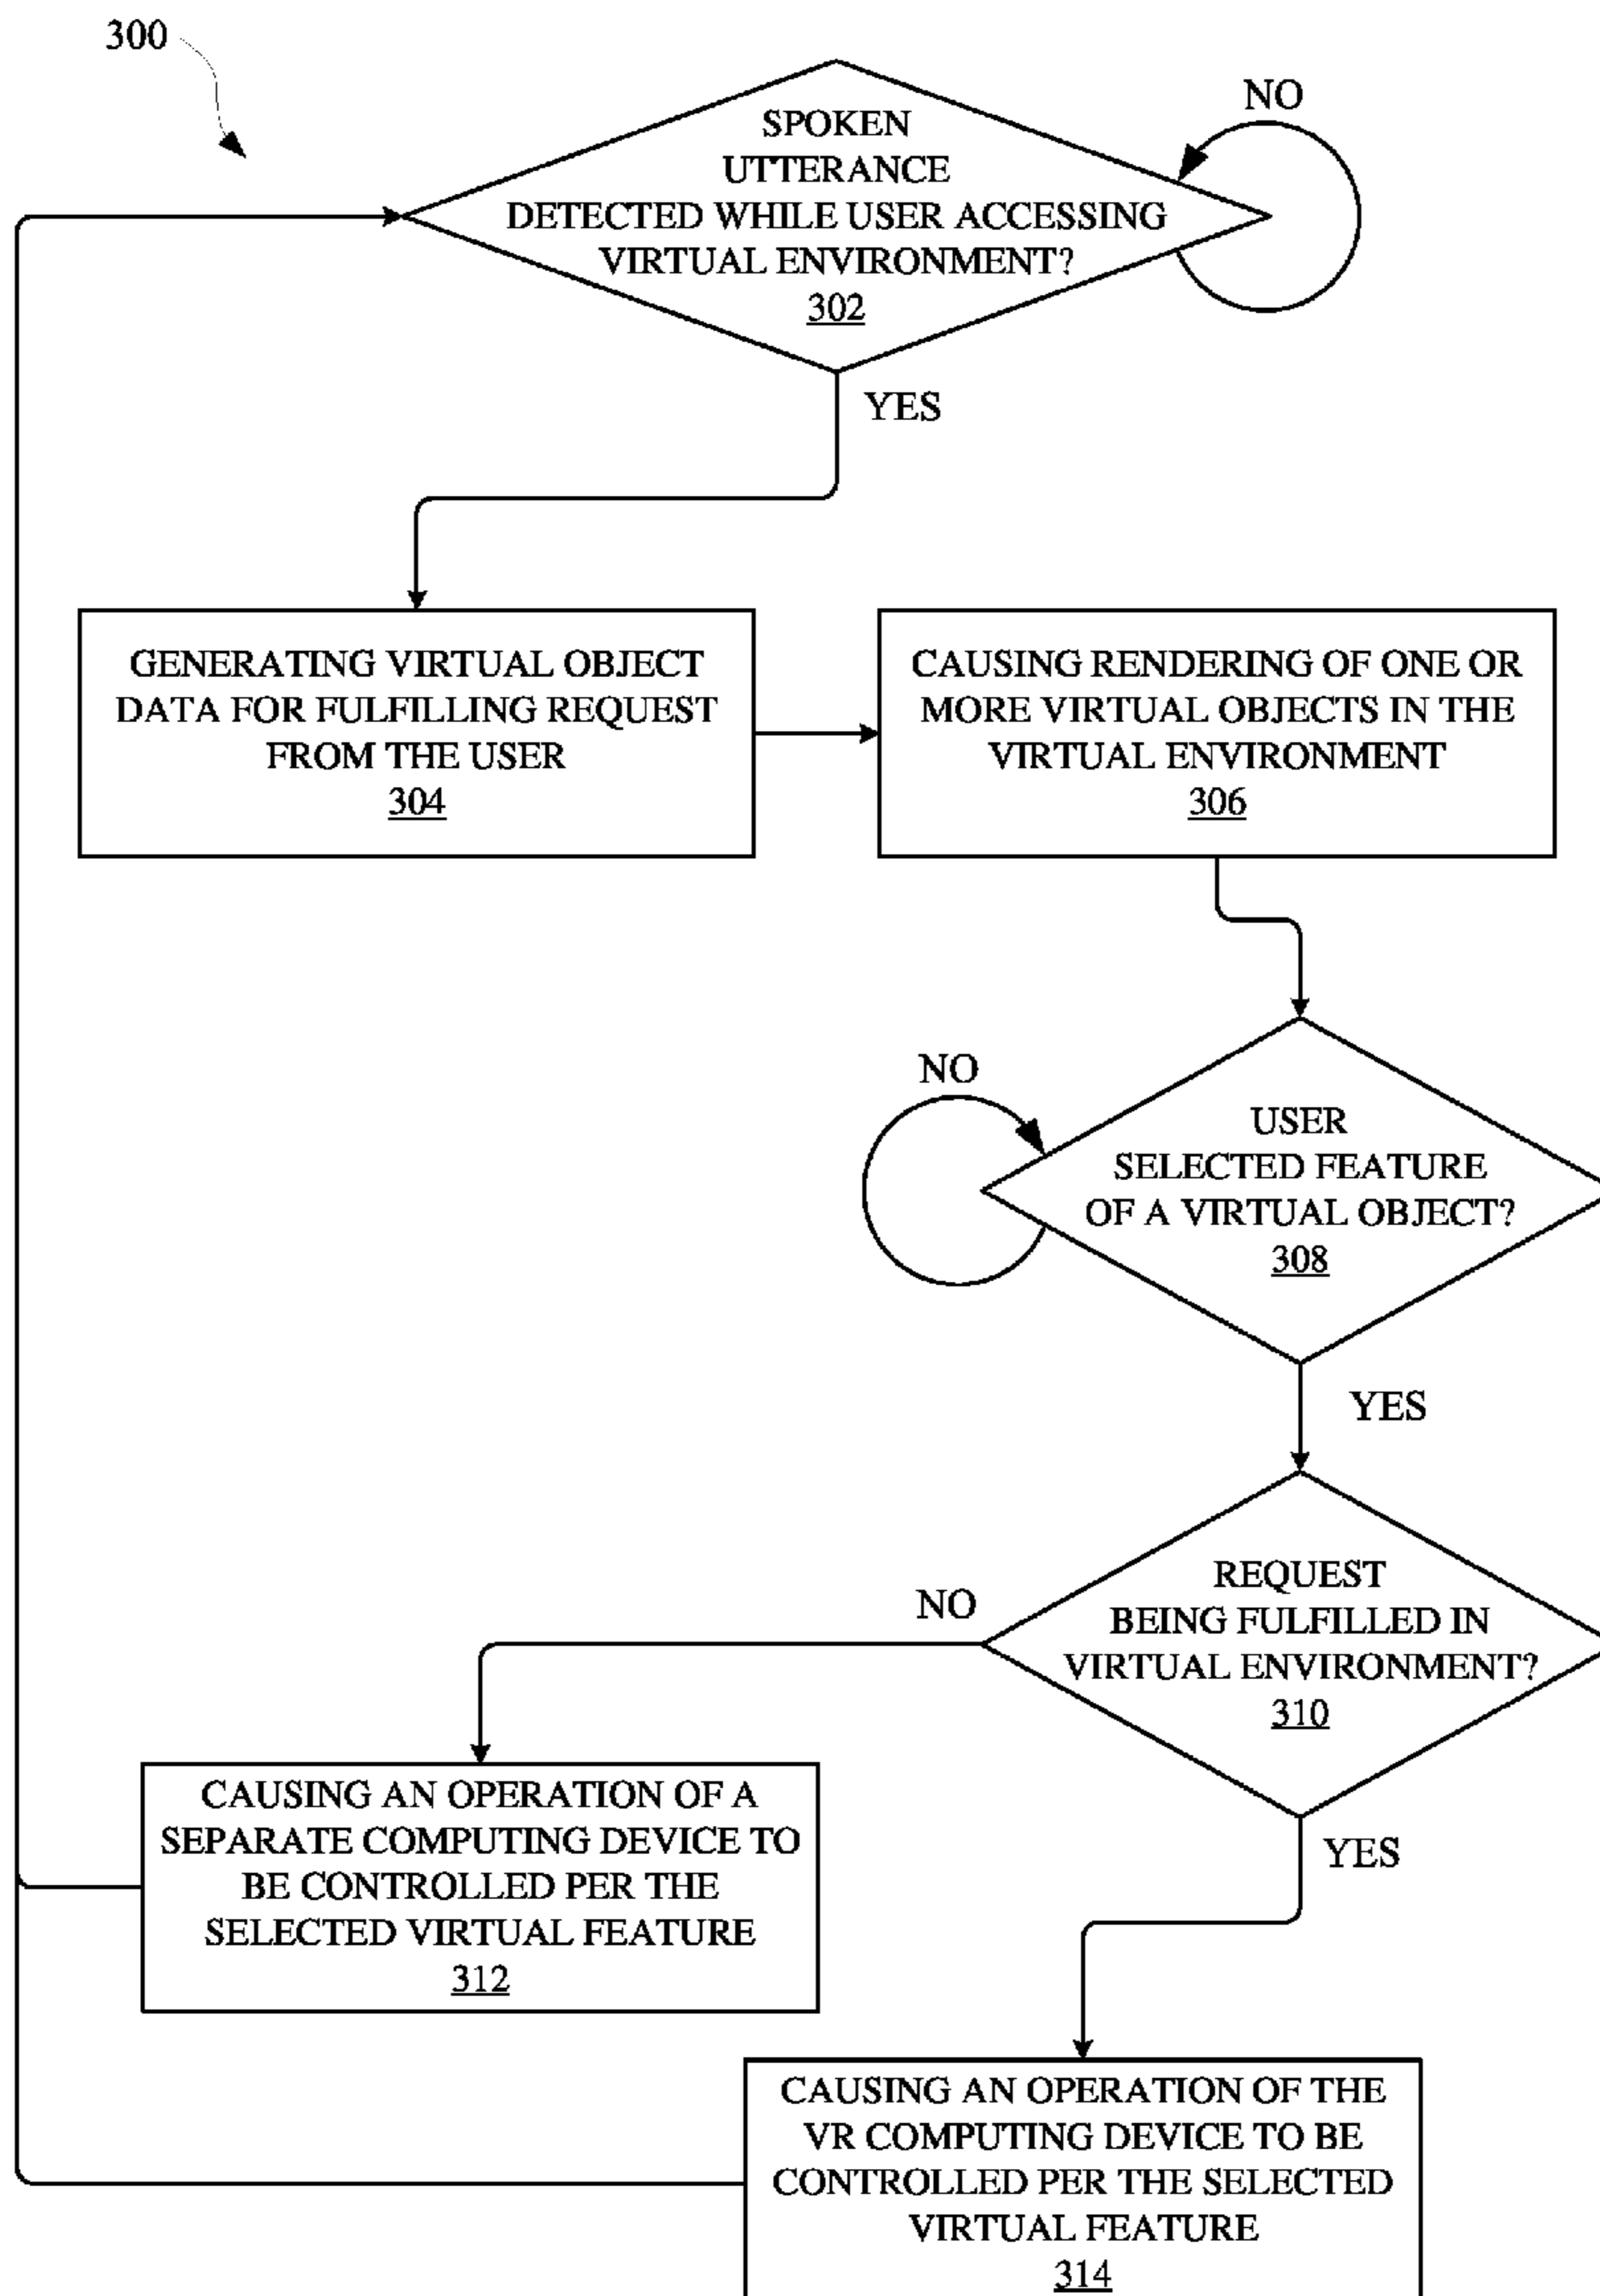 300
SPOKEN
UTTERANCE
DETECTED WHILE USER ACCESSING
VIRTUAL ENVIRONMENT?
302
NO
YES
GENERATING VIRTUAL OBJECT
DATA FOR FULFILLING REQUEST
FROM THE USER
304
CAUSING RENDERING OF ONE OR
MORE VIRTUAL OBJECTS IN THE
VIRTUAL ENVIRONMENT
306
NO
USER
SELECTED FEATURE
OF A VIRTUAL OBJECT?
308
YES
REQUEST
BEING FULFILLED IN
VIRTUAL ENVIRONMENT?
310
NO
YES
CAUSING AN OPERATION OF A
SEPARATE COMPUTING DEVICE TO
BE CONTROLLED PER THE
SELECTED VIRTUAL FEATURE
312
CAUSING AN OPERATION OF THE
VR COMPUTING DEVICE TO BE
CONTROLLED PER THE SELECTED
VIRTUAL FEATURE
314